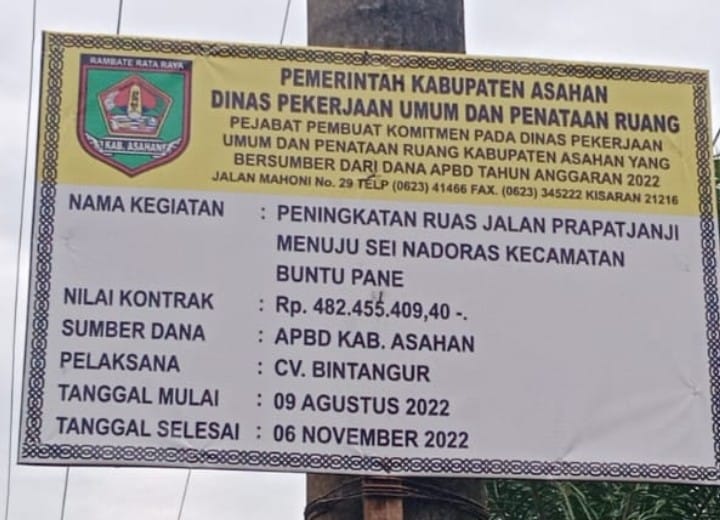 RAMBATE RATA RAYA
KAB. ASAHAN
PEMERINTAH KABUPATEN ASAHAN
DINAS PEKERJAAN UMUM DAN PENATAAN RUANG
PEJABAT PEMBUAT KOMITMEN PADA DINAS PEKERJAAN
UMUM DAN PENATAAN RUANG KABUPATEN ASAHAN YANG
BERSUMBER DARI DANA APBD TAHUN ANGGARAN 2022
JALAN MAHONI No. 29 TELP (0623) 41466 FAX. (0623) 345222 KISARAN 21216
NAMA KEGIATAN : PENINGKATAN RUAS JALAN PRAPATJANJI
MENUJU SEI NADORAS KECAMATAN
BUNTU PANE
NILAI KONTRAK : Rp. 482.455.409,40 -.
SUMBER DANA : APBD KAB. ASAHAN
PELAKSANA : CV. BINTANGUR
TANGGAL MULAI : 09 AGUSTUS 2022
TANGGAL SELESAI : 06 NOVEMBER 2022